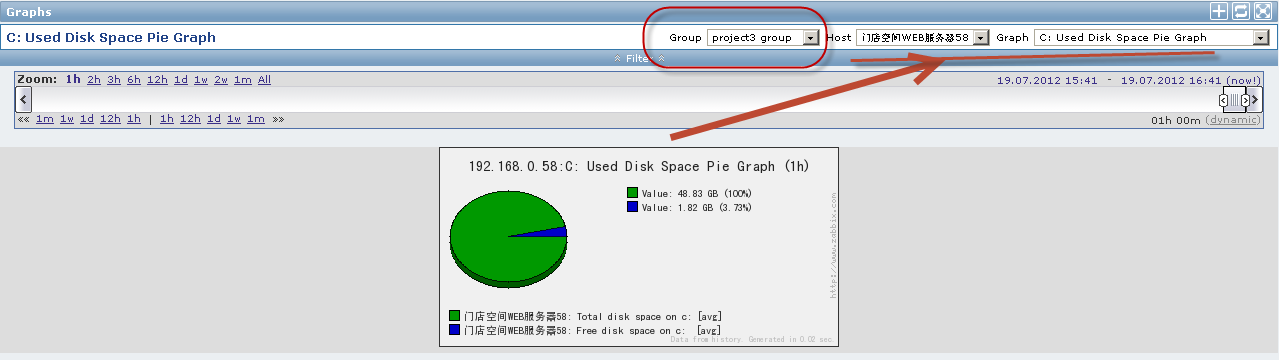 Graphs
C: Used Disk Space Pie Graph Group project3 group Host 门店空间WEB服务器58 Graph C: Used Disk Space Pie Graph
Filter
Zoom: 1h 2h 3h 6h 12h 1d 1w 2w 1m All 19.07.2012 15:41 - 19.07.2012 16:41 (now!)
«« 1m 1w 1d 12h 1h | 1h 12h 1d 1w 1m »» 01h 00m (dynamic)
192.168.0.58:C: Used Disk Space Pie Graph (1h)
Value: 48.83 GB (100%)
Value: 1.82 GB (3.73%)
http://www.zabbix.com
门店空间WEB服务器58: Total disk space on c: [avg]
门店空间WEB服务器58: Free disk space on c: [avg]
Data from history. Generated in 0.02 sec